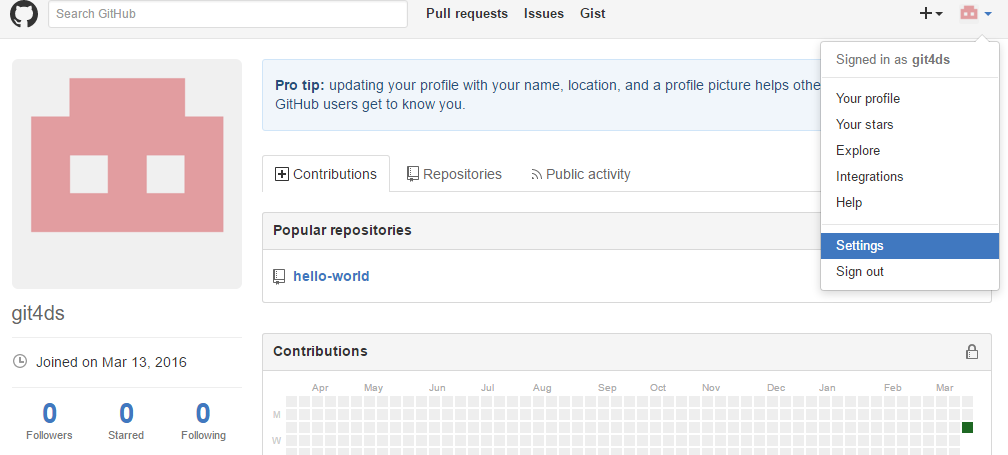 Search GitHub
Pull requests Issues Gist
Signed in as git4ds
Your profile
Your stars
Explore
Integrations
Help
Settings
Sign out
Pro tip: updating your profile with your name, location, and a profile picture helps othe
GitHub users get to know you.
Contributions Repositories Public activity
Popular repositories
hello-world
git4ds
Joined on Mar 13, 2016
0 0 0
Followers Starred Following
Contributions
Apr May Jun Jul Aug Sep Oct Nov Dec Jan Feb Mar
M
W